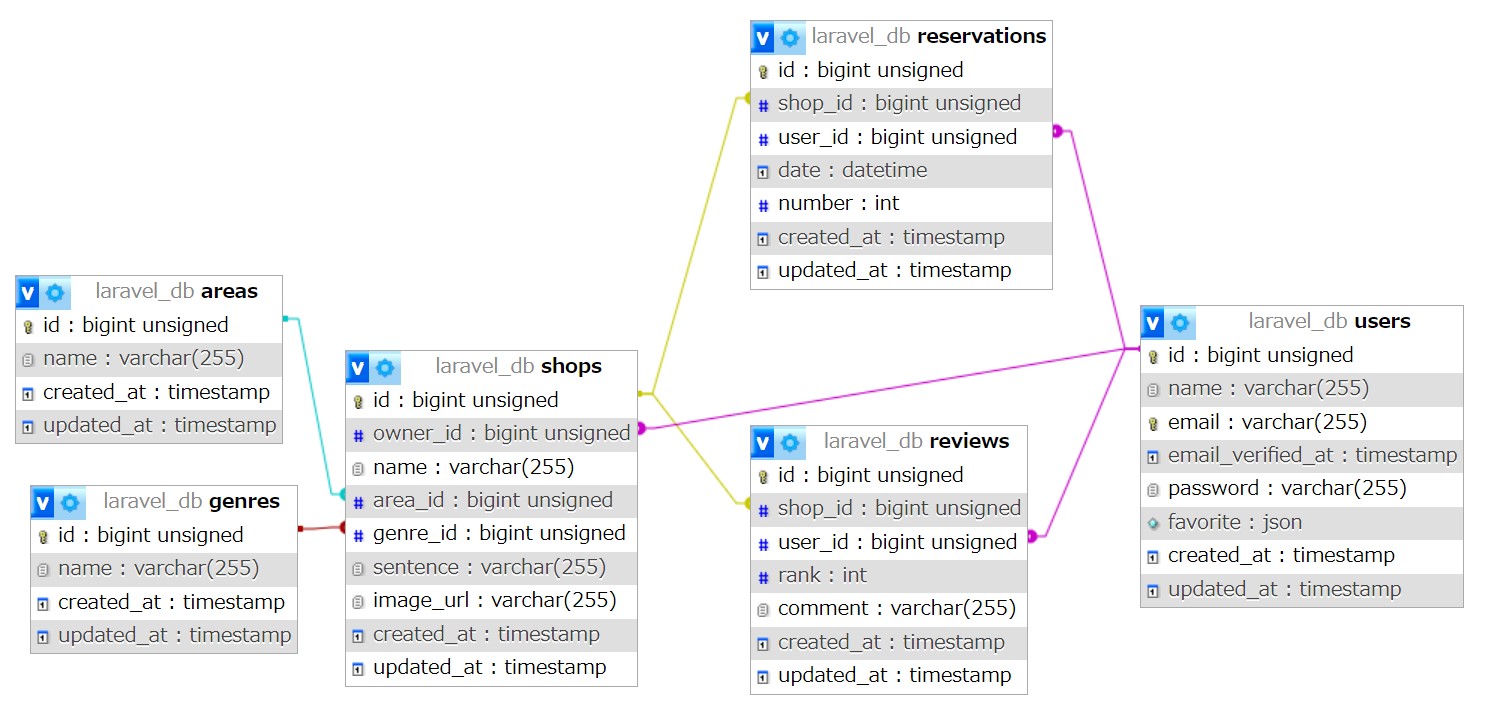 v laravel_db reservations
id : bigint unsigned
# shop_id : bigint unsigned
# user_id : bigint unsigned
date : datetime
# number : int
created_at : timestamp
updated_at : timestamp
v laravel_db areas
id : bigint unsigned
name : varchar(255)
created_at : timestamp
updated_at : timestamp
v laravel_db genres
id : bigint unsigned
name : varchar(255)
created_at : timestamp
updated_at : timestamp
v laravel_db shops
id : bigint unsigned
# owner_id : bigint unsigned
name : varchar(255)
# area_id : bigint unsigned
# genre_id : bigint unsigned
sentence : varchar(255)
image_url : varchar(255)
created_at : timestamp
updated_at : timestamp
v laravel_db reviews
id : bigint unsigned
# shop_id : bigint unsigned
# user_id : bigint unsigned
# rank : int
comment : varchar(255)
created_at : timestamp
updated_at : timestamp
v laravel_db users
id : bigint unsigned
name : varchar(255)
email : varchar(255)
email_verified_at : timestamp
password : varchar(255)
favorite : json
created_at : timestamp
updated_at : timestamp